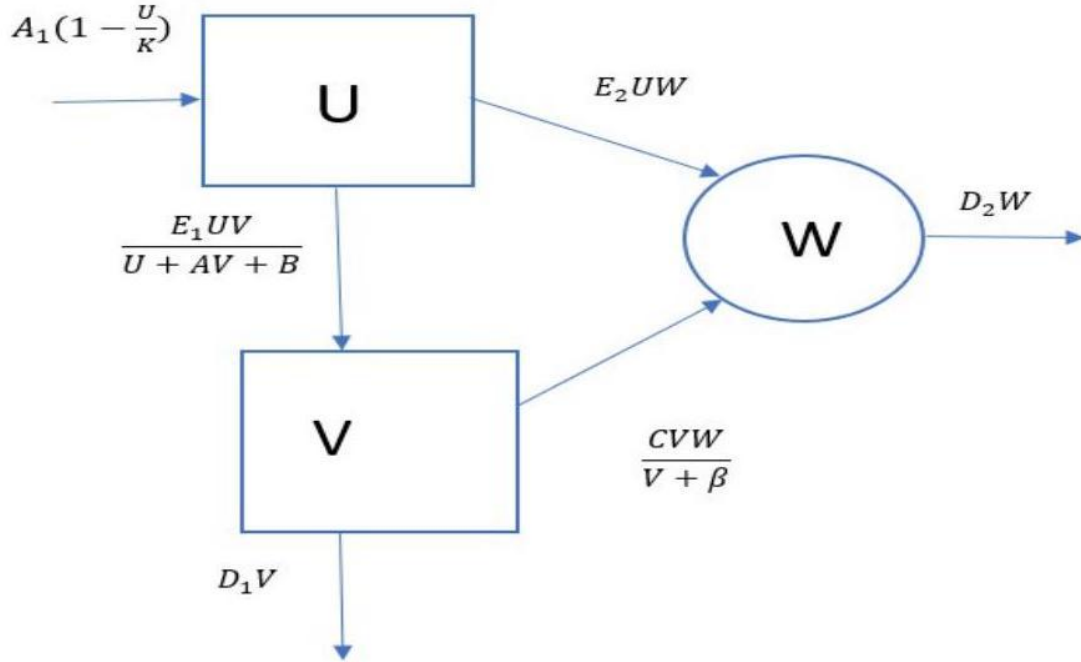 A₁(1 − U/K)
U
E₂UW
E₁UV
U + AV + B
W
D₂W
V
CVW
V + β
D₁V